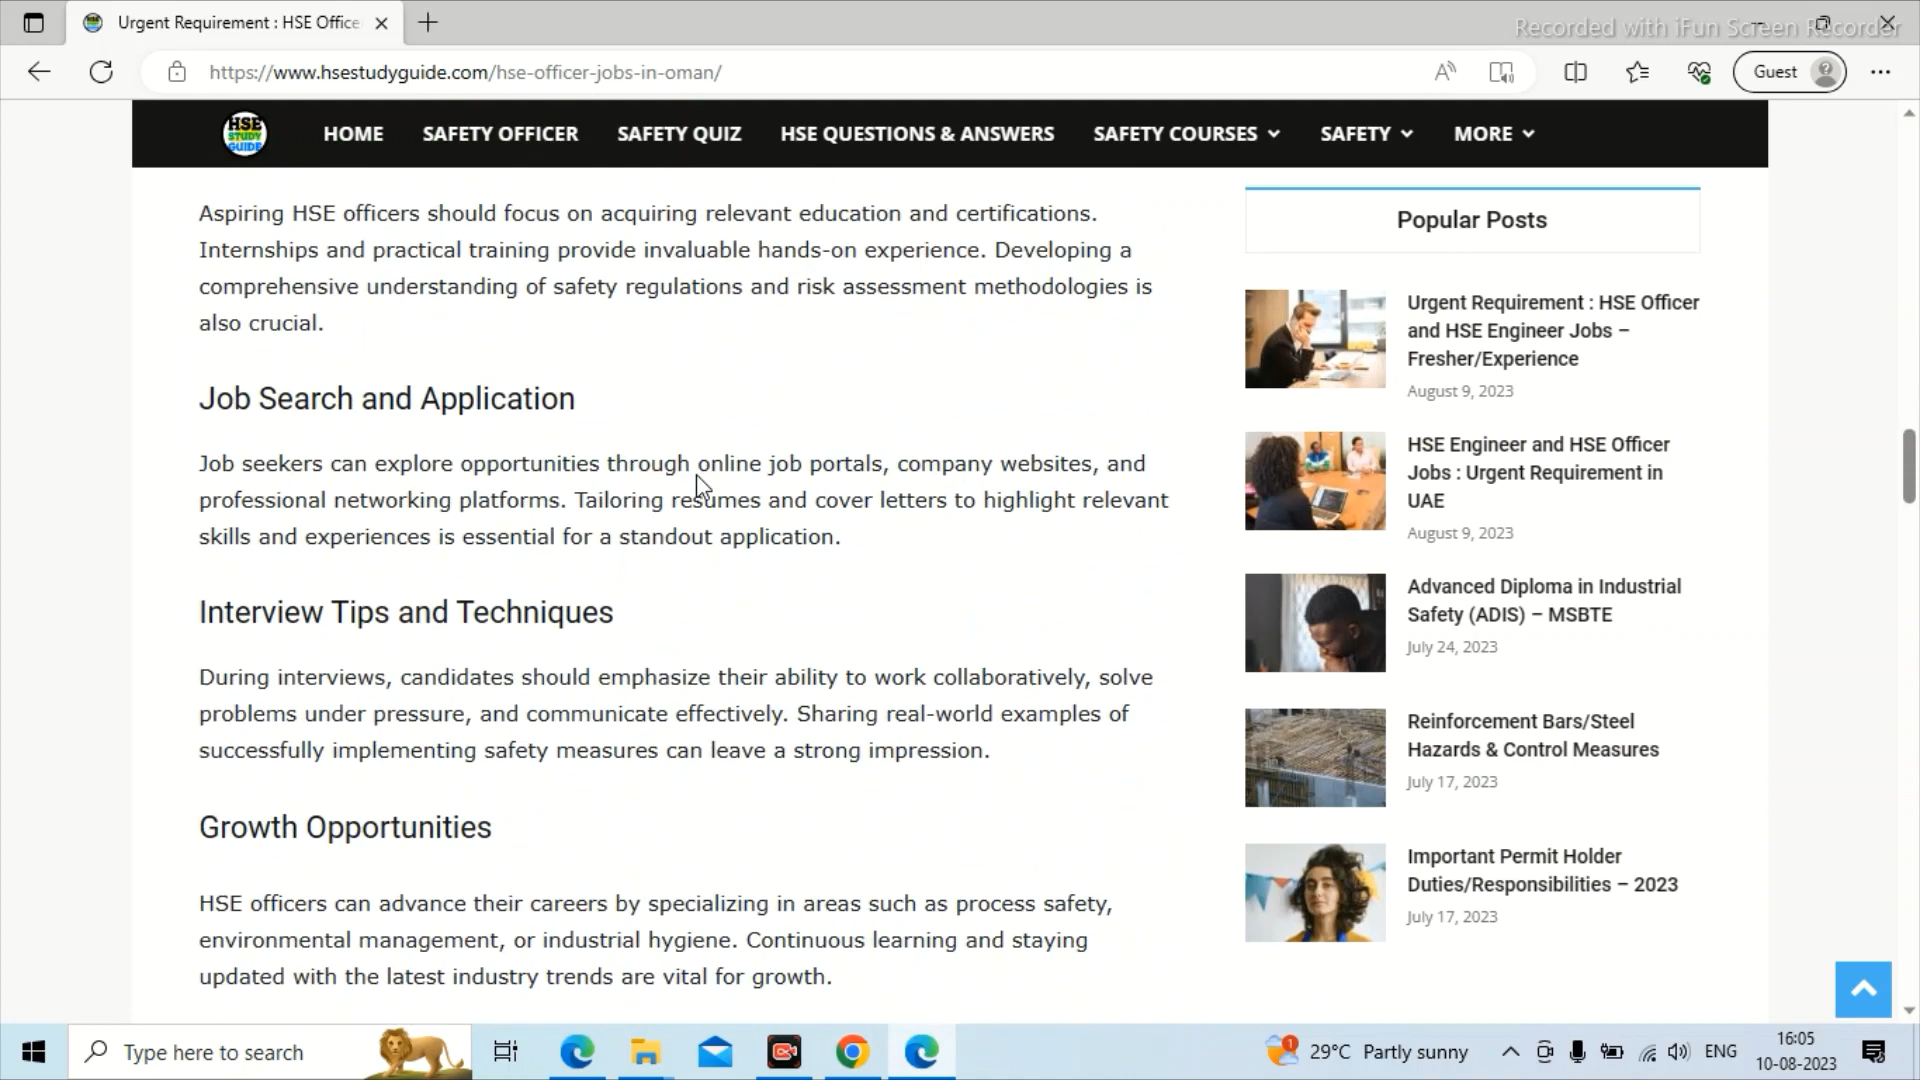 Urgent Requirement : HSE Office
Recorded with iFun Screen Recorder
https://www.hsestudyguide.com/hse-officer-jobs-in-oman/
Guest
HSE
STUDY
GUIDE
HOME
SAFETY OFFICER
SAFETY QUIZ
HSE QUESTIONS & ANSWERS
SAFETY COURSES
SAFETY
MORE
Aspiring HSE officers should focus on acquiring relevant education and certifications.
Internships and practical training provide invaluable hands-on experience. Developing a
comprehensive understanding of safety regulations and risk assessment methodologies is
also crucial.
Job Search and Application
Job seekers can explore opportunities through online job portals, company websites, and
professional networking platforms. Tailoring resumes and cover letters to highlight relevant
skills and experiences is essential for a standout application.
Interview Tips and Techniques
During interviews, candidates should emphasize their ability to work collaboratively, solve
problems under pressure, and communicate effectively. Sharing real-world examples of
successfully implementing safety measures can leave a strong impression.
Growth Opportunities
HSE officers can advance their careers by specializing in areas such as process safety,
environmental management, or industrial hygiene. Continuous learning and staying
updated with the latest industry trends are vital for growth.
Popular Posts
Urgent Requirement : HSE Officer
and HSE Engineer Jobs –
Fresher/Experience
August 9, 2023
HSE Engineer and HSE Officer
Jobs : Urgent Requirement in
UAE
August 9, 2023
Advanced Diploma in Industrial
Safety (ADIS) – MSBTE
July 24, 2023
Reinforcement Bars/Steel
Hazards & Control Measures
July 17, 2023
Important Permit Holder
Duties/Responsibilities – 2023
July 17, 2023
Type here to search
1
29°C Partly sunny
ENG
16:05
10-08-2023